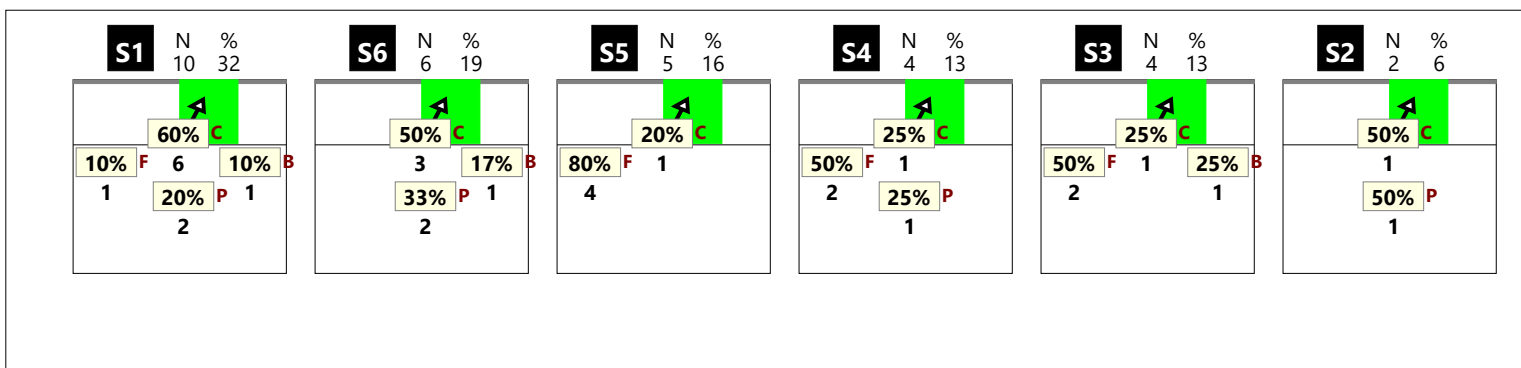 S1 N % S6 N % S5 N % S4 N % S3 N % S2 N %
10 32 6 19 5 16 4 13 4 13 2 6
60% C 50% C 20% C 25% C 25% C 50% C
10% F 6 10% B 3 17% B 80% F 1 50% F 1 50% F 1 25% B 1
1 20% P 1 33% P 1 4 2 25% P 2 1 50% P
2 2 1 1